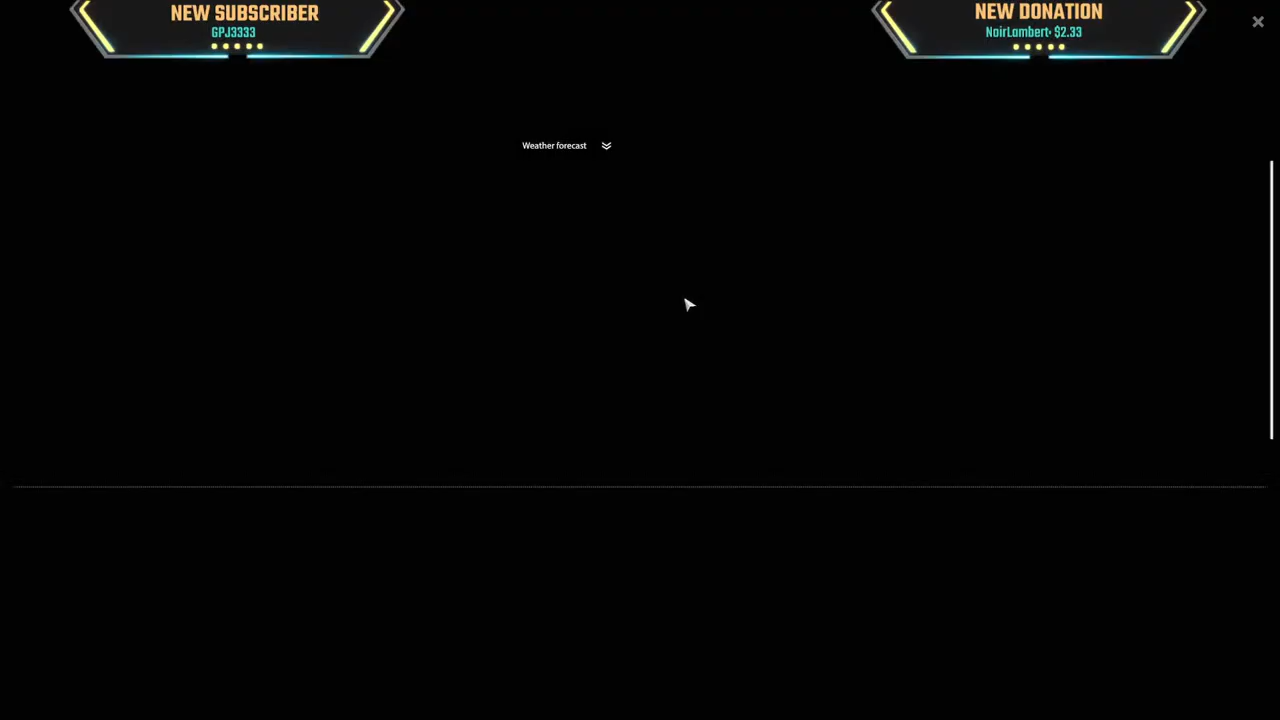 NEW SUBSCRIBER
GPJ3333
NEW DONATION
NoirLambert• $2.33
Weather forecast